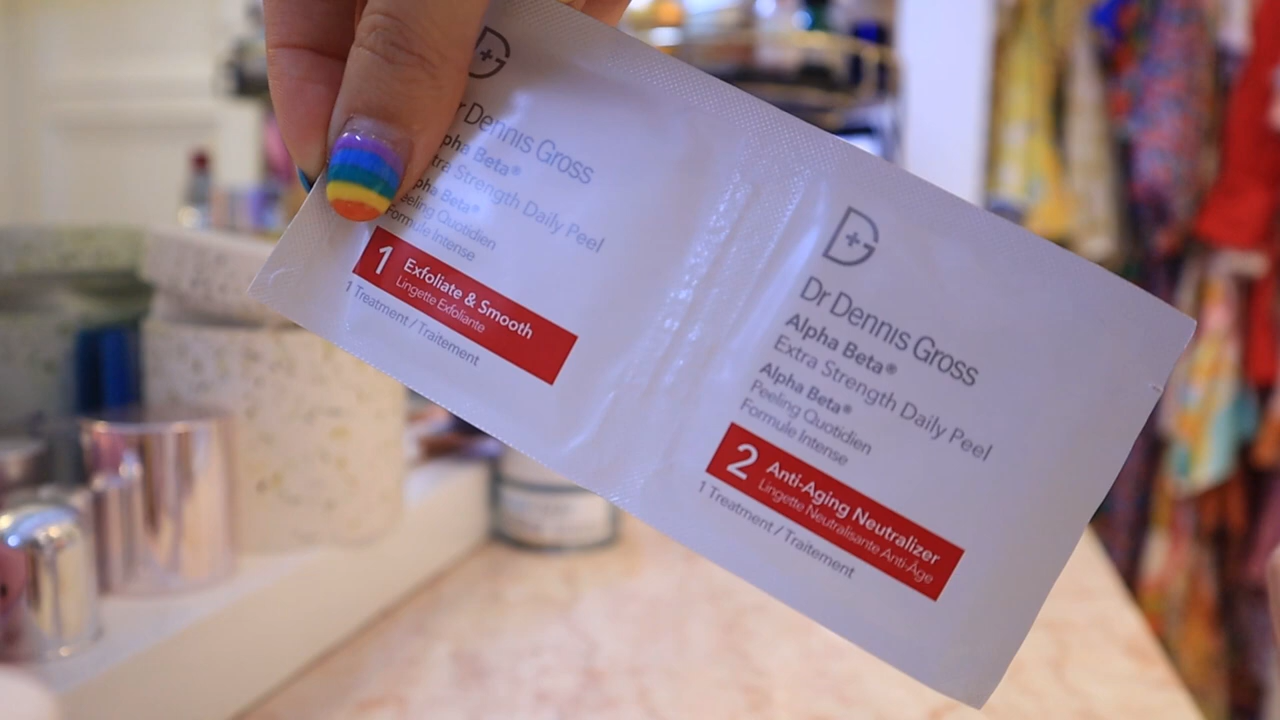 Dr Dennis Gross
Alpha Beta®
Extra Strength Daily Peel
Alpha Beta®
Peeling Quotidien
Formule Intense
1 Exfoliate & Smooth
Lingette Exfoliante
1 Treatment / Traitement
Dr Dennis Gross
Alpha Beta®
Extra Strength Daily Peel
Alpha Beta®
Peeling Quotidien
Formule Intense
2 Anti-Aging Neutralizer
Lingette Neutralisante Anti-Âge
1 Treatment / Traitement